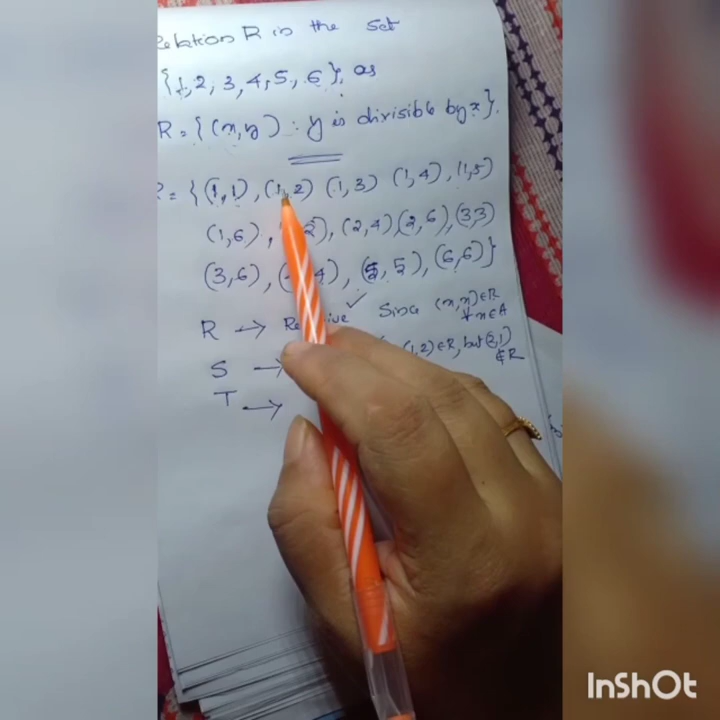 Relation R in the set
{1,2,3,4,5,6}, as
R = {(x,y) : y is divisible by x}.
R = {(1,1), (1,2) (1,3) (1,4), (1,5)
(1,6), (2,4) (2,6), (3,3)
(3,6), (5,5), (6,6)}
R → ✓ Since (x,x) ∈ R
∀ x ∈ A
S → (1,2) ∈ R, but (2,1)
∉ R
T →
InShOt